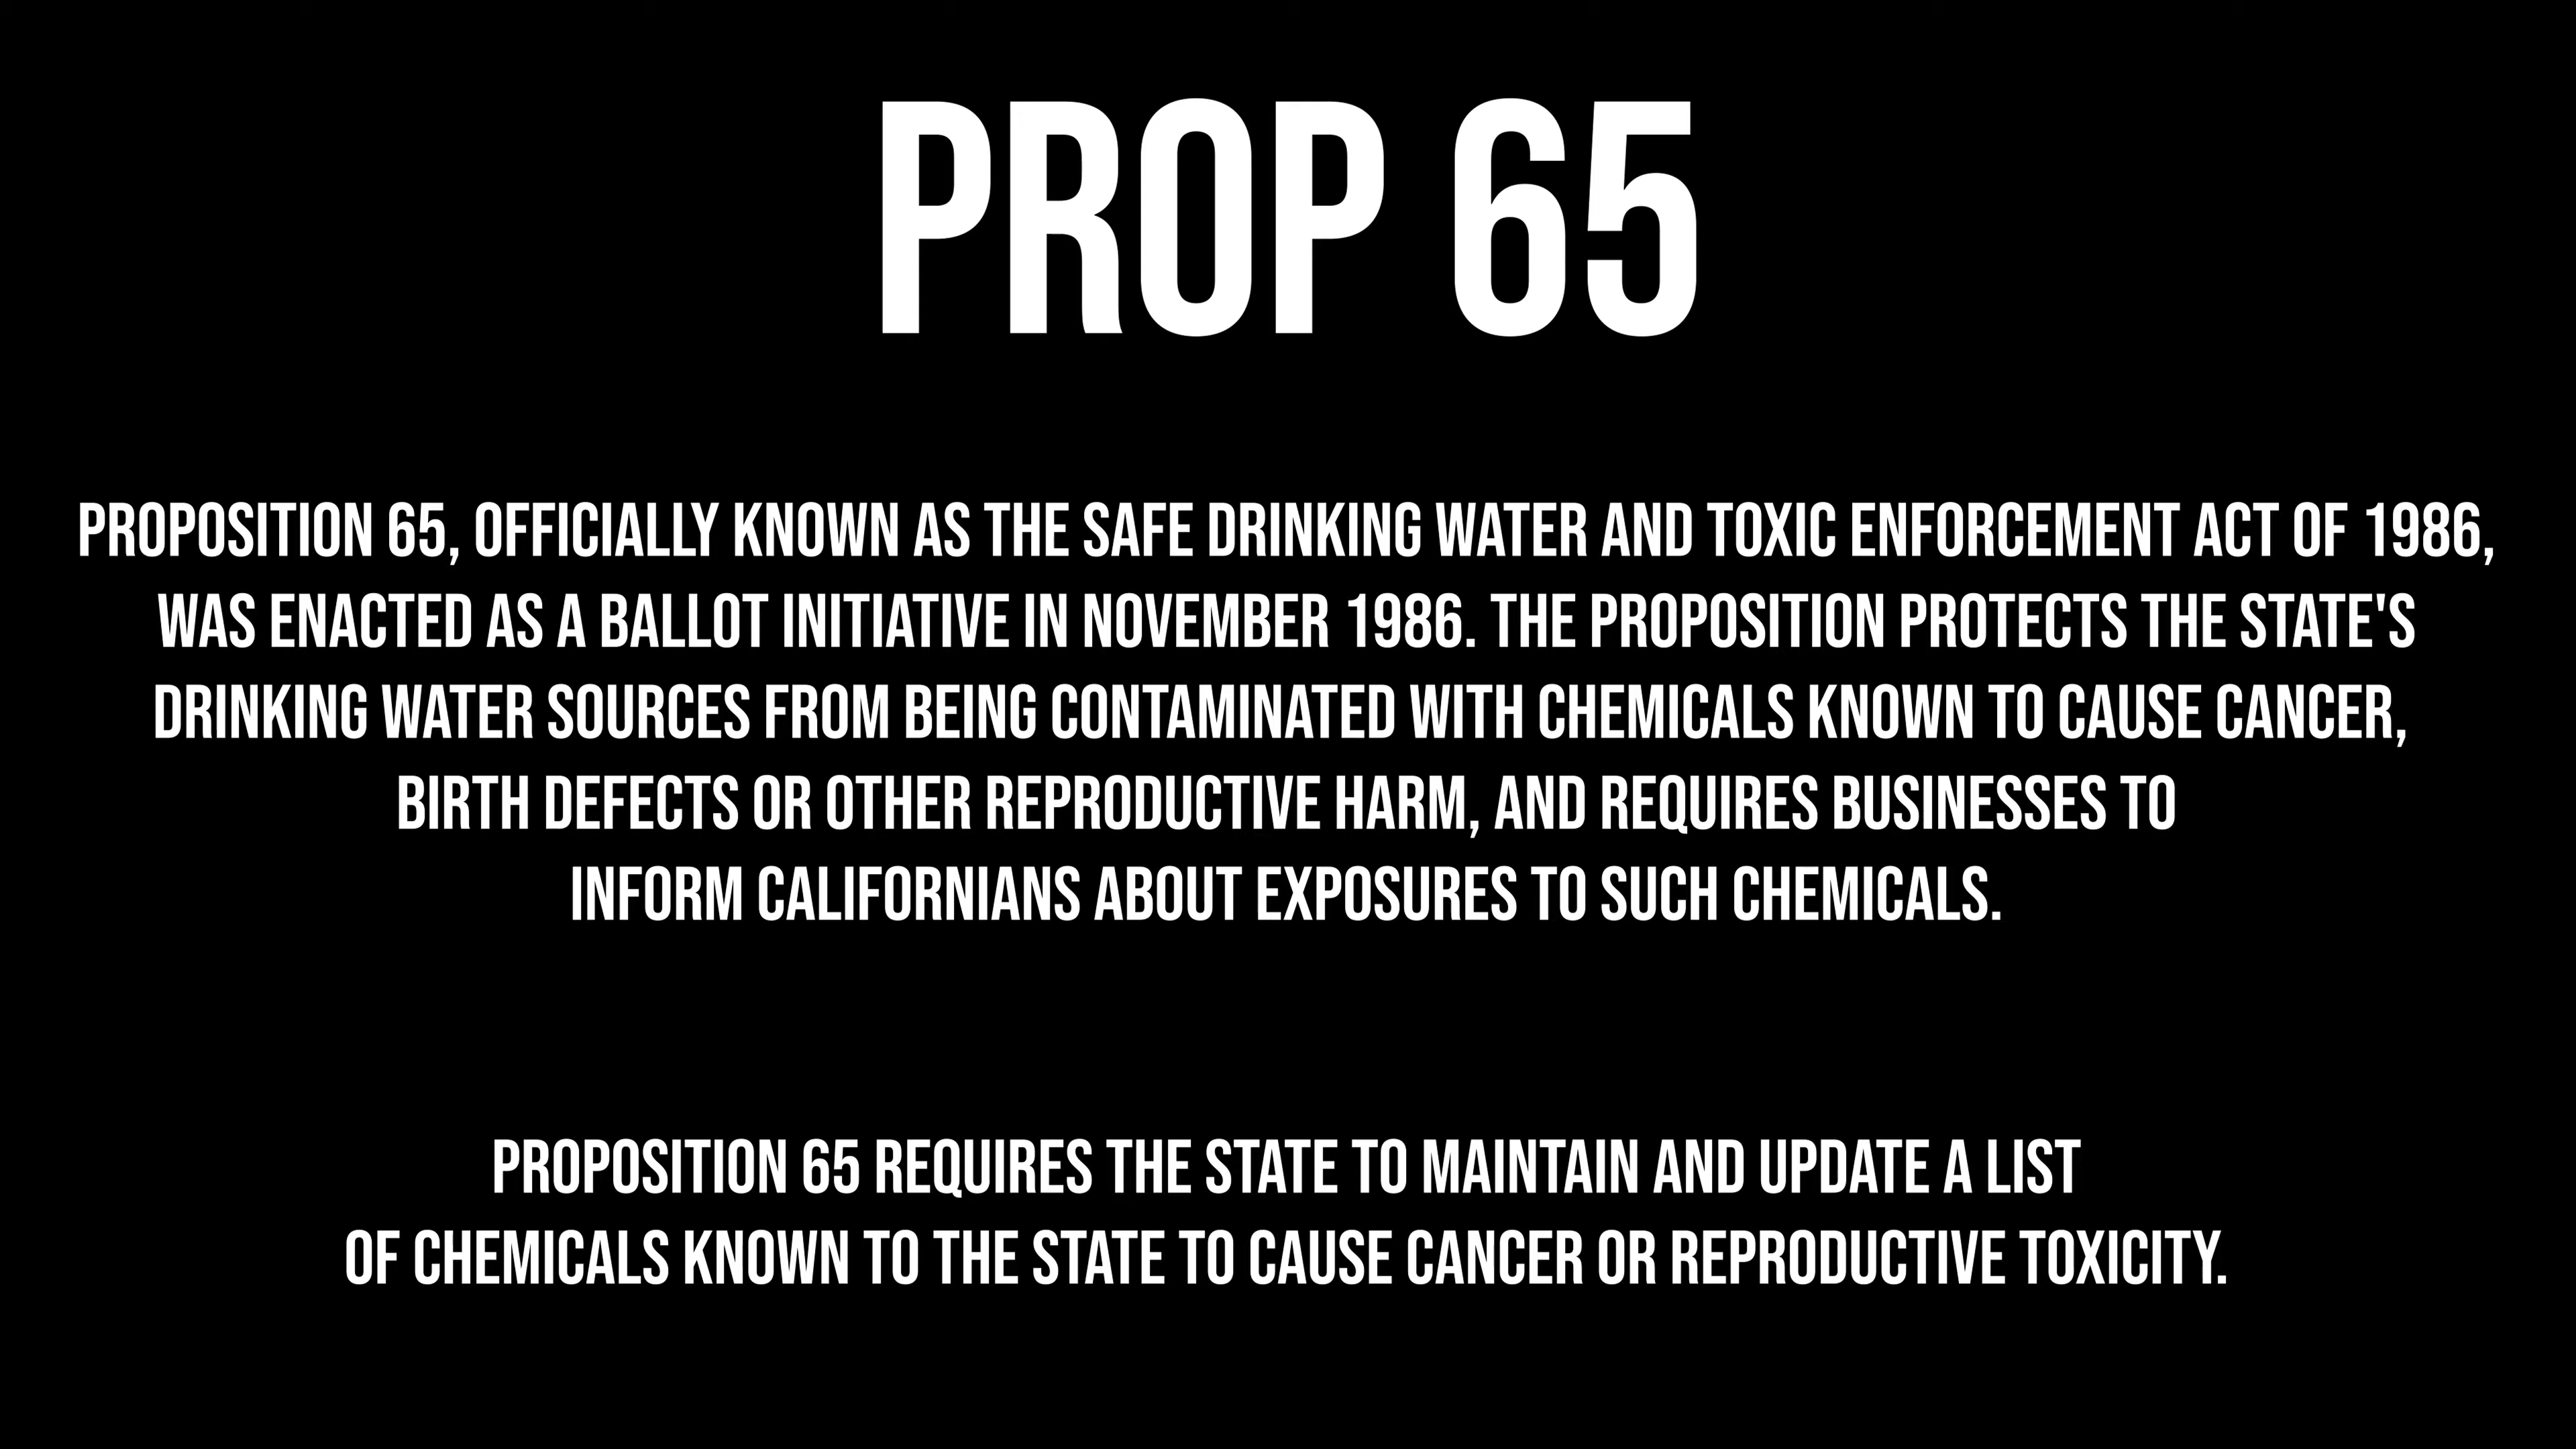 PROP 65
PROPOSITION 65, OFFICIALLY KNOWN AS THE SAFE DRINKING WATER AND TOXIC ENFORCEMENT ACT OF 1986,
WAS ENACTED AS A BALLOT INITIATIVE IN NOVEMBER 1986. THE PROPOSITION PROTECTS THE STATE'S
DRINKING WATER SOURCES FROM BEING CONTAMINATED WITH CHEMICALS KNOWN TO CAUSE CANCER,
BIRTH DEFECTS OR OTHER REPRODUCTIVE HARM, AND REQUIRES BUSINESSES TO
INFORM CALIFORNIANS ABOUT EXPOSURES TO SUCH CHEMICALS.
PROPOSITION 65 REQUIRES THE STATE TO MAINTAIN AND UPDATE A LIST
OF CHEMICALS KNOWN TO THE STATE TO CAUSE CANCER OR REPRODUCTIVE TOXICITY.